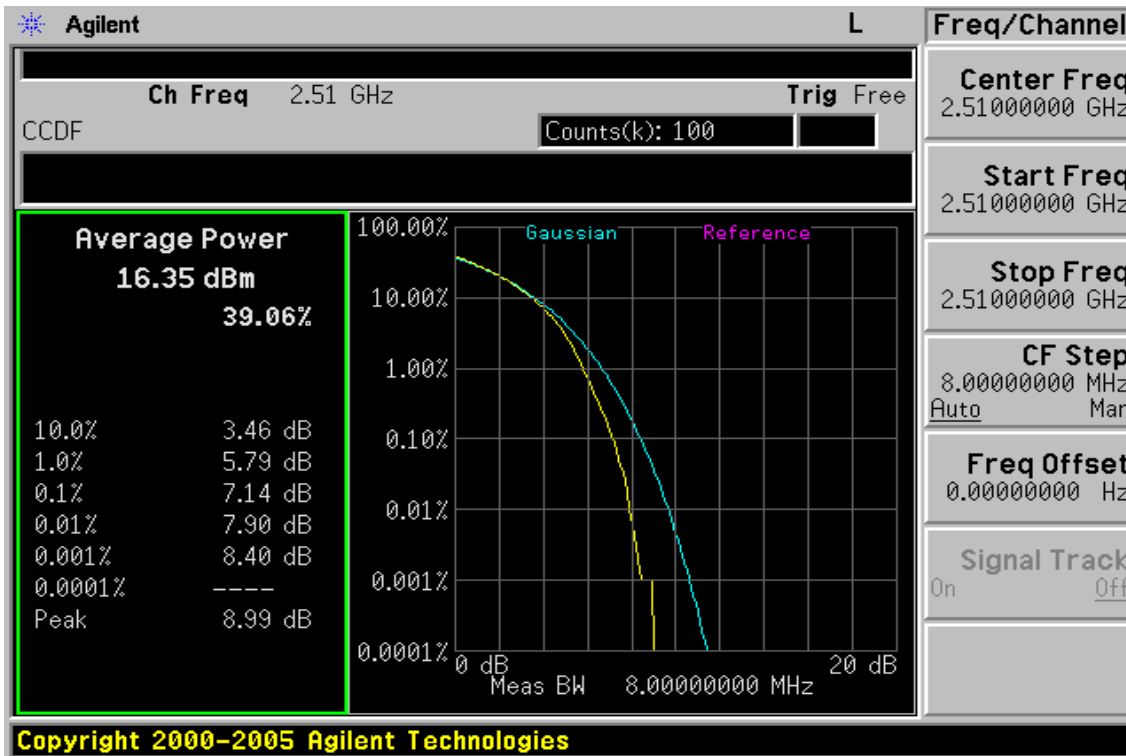 Agilent L
Ch Freq 2.51 GHz Trig Free
CCDF Counts(k): 100
Average Power
16.35 dBm
39.06%
10.0% 3.46 dB
1.0% 5.79 dB
0.1% 7.14 dB
0.01% 7.90 dB
0.001% 8.40 dB
0.0001% ----
Peak 8.99 dB
Gaussian Reference
100.00%
10.00%
1.00%
0.10%
0.01%
0.001%
0.0001%
0 dB 20 dB
Meas BW 8.000000000 MHz
Freq/Channel
Center Freq
2.51000000 GHz
Start Freq
2.51000000 GHz
Stop Freq
2.51000000 GHz
CF Step
8.00000000 MHz
Auto Man
Freq Offset
0.00000000 Hz
Signal Track
On Off
Copyright 2000-2005 Agilent Technologies